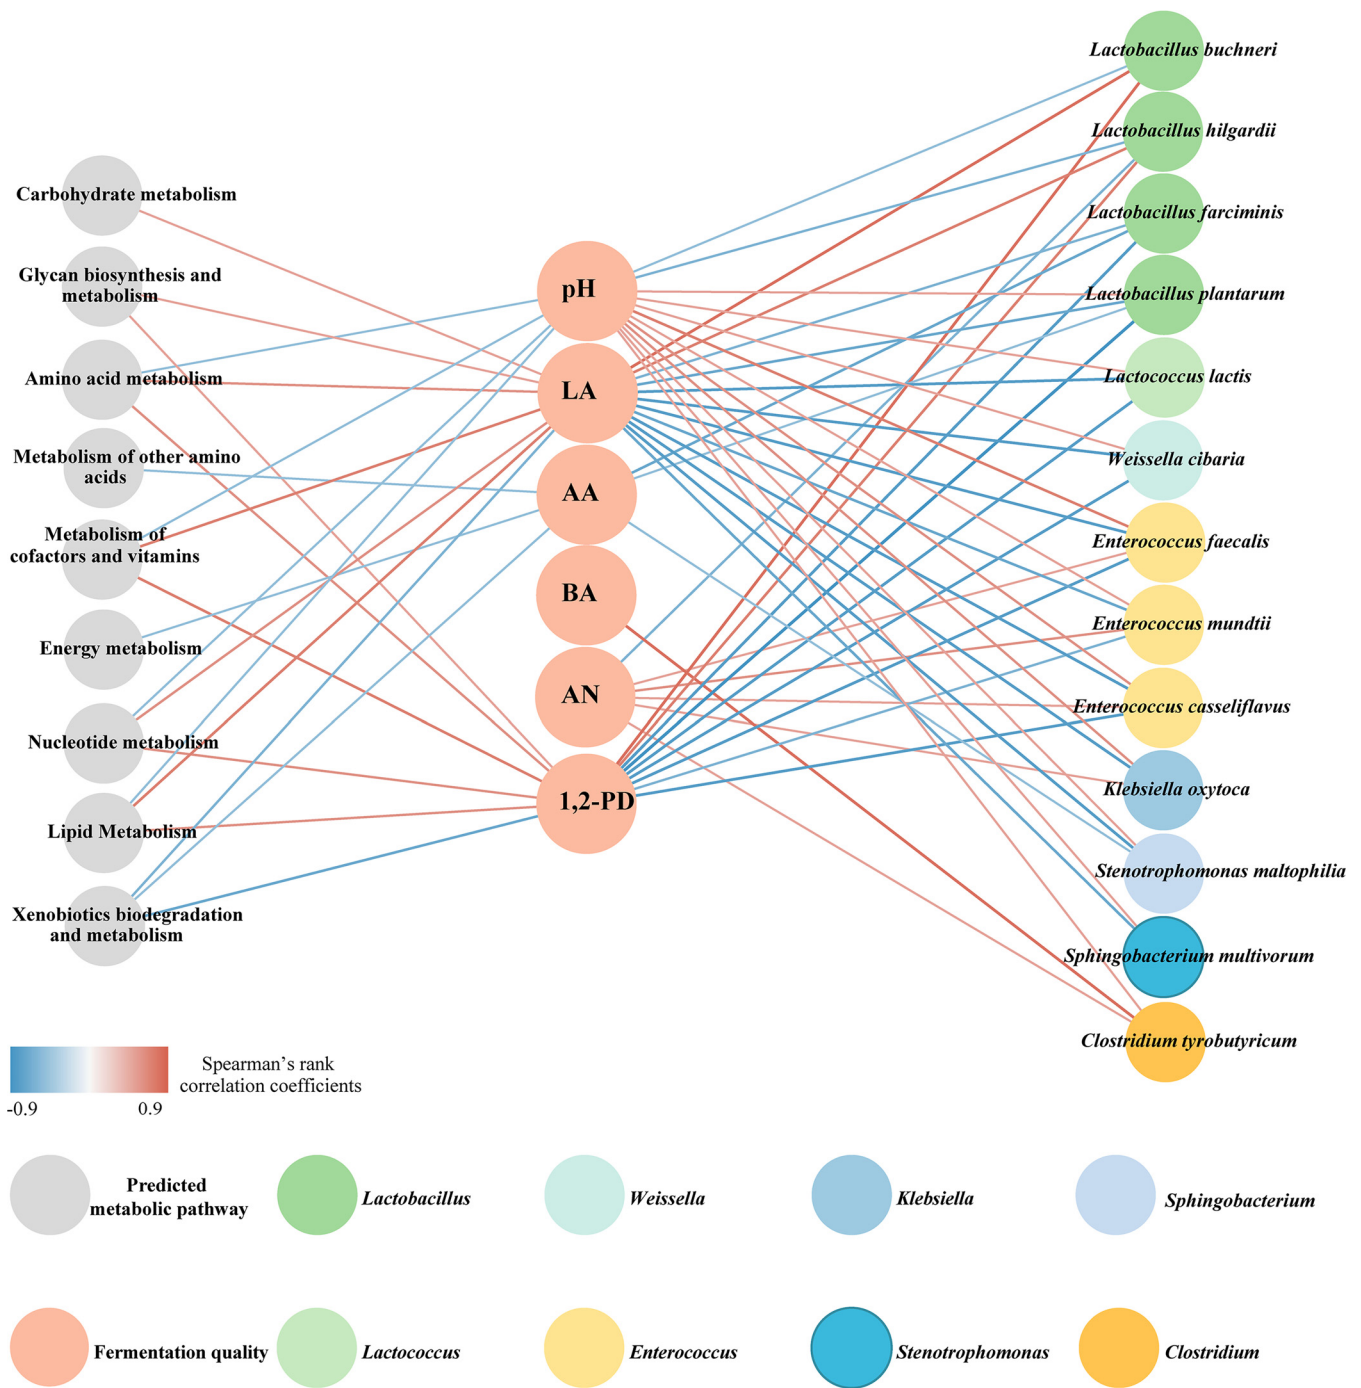 Carbohydrate metabolism
Glycan biosynthesis and
metabolism
Amino acid metabolism
Metabolism of other amino
acids
Metabolism of
cofactors and vitamins
Energy metabolism
Nucleotide metabolism
Lipid Metabolism
Xenobiotics biodegradation
and metabolism
pH
LA
AA
BA
AN
1,2-PD
Lactobacillus buchneri
Lactobacillus hilgardii
Lactobacillus farciminis
Lactobacillus plantarum
Lactococcus lactis
Weissella cibaria
Enterococcus faecalis
Enterococcus mundtii
Enterococcus casseliflavus
Klebsiella oxytoca
Stenotrophomonas maltophilia
Sphingobacterium multivorum
Clostridium tyrobutyricum
Spearman's rank
correlation coefficients
-0.9 0.9
Predicted
metabolic pathway
Lactobacillus
Weissella
Klebsiella
Sphingobacterium
Fermentation quality
Lactococcus
Enterococcus
Stenotrophomonas
Clostridium